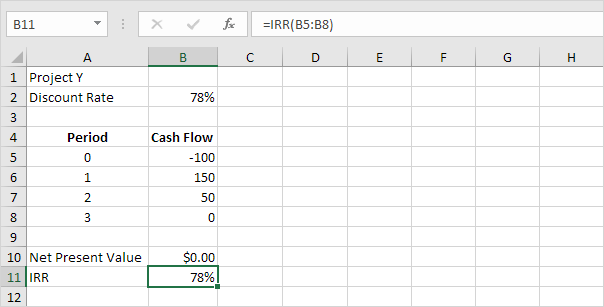 B11 fx =IRR(B5:B8)
A B C D E F G H
1 Project Y
2 Discount Rate 78%
3
4 Period Cash Flow
5 0 -100
6 1 150
7 2 50
8 3 0
9
10 Net Present Value $0.00
11 IRR 78%
12